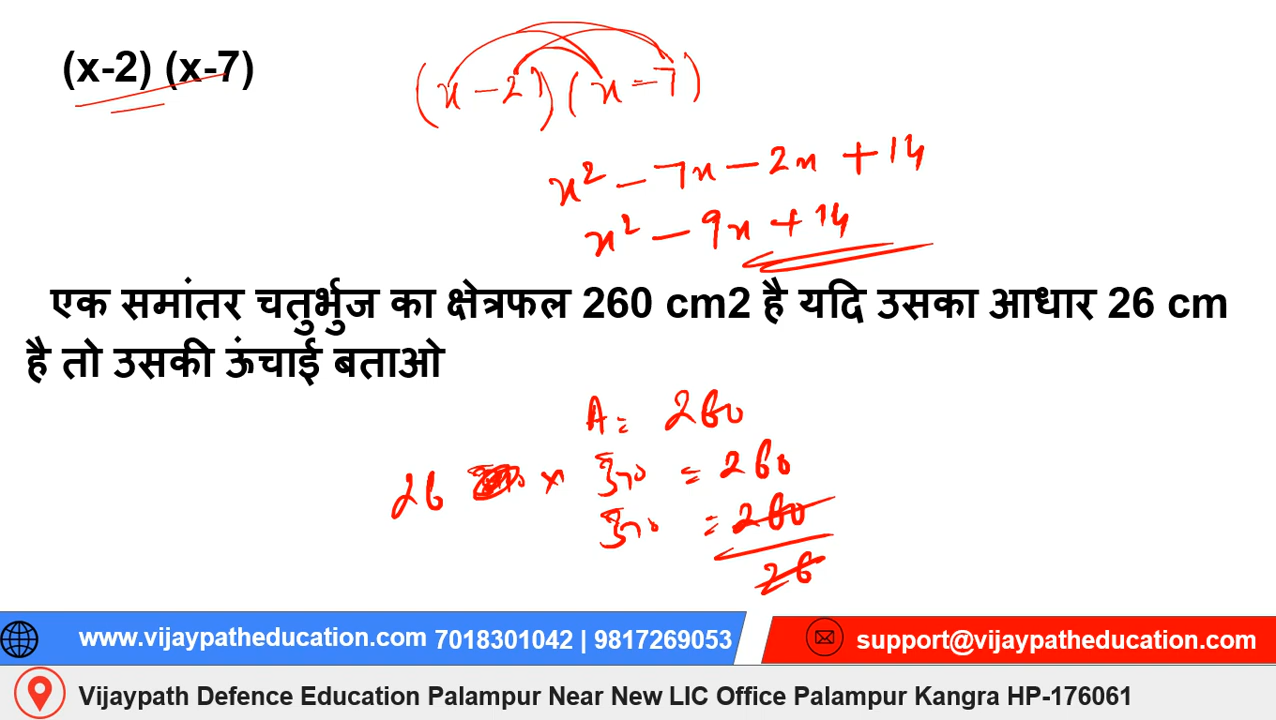 (x-2) (x-7)
(x-2) (x-7)
x² - 7x - 2x + 14
x² - 9x + 14
एक समांतर चतुर्भुज का क्षेत्रफल 260 cm2 है यदि उसका आधार 26 cm
है तो उसकी ऊंचाई बताओ
A = 260
26 × = 260
= 260
26
www.vijaypatheducation.com 7018301042 | 9817269053
support@vijaypatheducation.com
Vijaypath Defence Education Palampur Near New LIC Office Palampur Kangra HP-176061